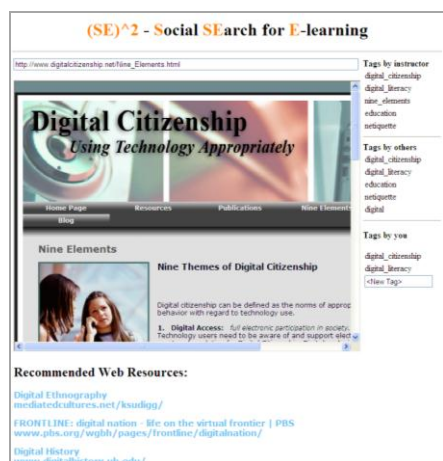 (SE)^2 - Social SEarch for E-learning
http://www.digitalcitizenship.net/Nine_Elements.html
Digital Citizenship
Using Technology Appropriately
Home Page Resources Publications Nine Elements
Blog
Nine Elements
Nine Themes of Digital Citizenship
Digital citizenship can be defined as the norms of approp
behavior with regard to technology use.
1. Digital Access: full electronic participation in society.
Technology users need to be aware of and support elect
Tags by instructor
digital_citizenship
digital_literacy
nine_elements
education
netiquette
Tags by others
digital_citizenship
digital_literacy
education
netiquette
digital
Tags by you
digital_citizenship
digital_literacy
<New Tag>
Recommended Web Resources:
Digital Ethnography
mediatedcultures.net/ksudigg/
FRONTLINE: digital nation - life on the virtual frontier | PBS
www.pbs.org/wgbh/pages/frontline/digitalnation/
Digital History
www.digitalhistory.uh.edu/